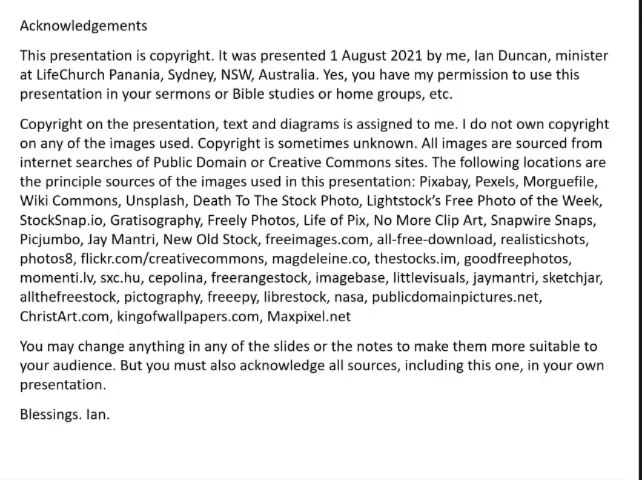 Acknowledgements
This presentation is copyright. It was presented 1 August 2021 by me, Ian Duncan, minister
at LifeChurch Panania, Sydney, NSW, Australia. Yes, you have my permission to use this
presentation in your sermons or Bible studies or home groups, etc.
Copyright on the presentation, text and diagrams is assigned to me. I do not own copyright
on any of the images used. Copyright is sometimes unknown. All images are sourced from
internet searches of Public Domain or Creative Commons sites. The following locations are
the principle sources of the images used in this presentation: Pixabay, Pexels, Morguefile,
Wiki Commons, Unsplash, Death To The Stock Photo, Lightstock’s Free Photo of the Week,
StockSnap.io, Gratisography, Freely Photos, Life of Pix, No More Clip Art, Snapwire Snaps,
Picjumbo, Jay Mantri, New Old Stock, freeimages.com, all-free-download, realisticshots,
photos8, flickr.com/creativecommons, magdeleine.co, thestocks.im, goodfreephotos,
momenti.lv, sxc.hu, cepolina, freerangestock, imagebase, littlevisuals, jaymantri, sketchjar,
allthefreestock, pictography, freeepy, librestock, nasa, publicdomainpictures.net,
ChristArt.com, kingofwallpapers.com, Maxpixel.net
You may change anything in any of the slides or the notes to make them more suitable to
your audience. But you must also acknowledge all sources, including this one, in your own
presentation.
Blessings. Ian.